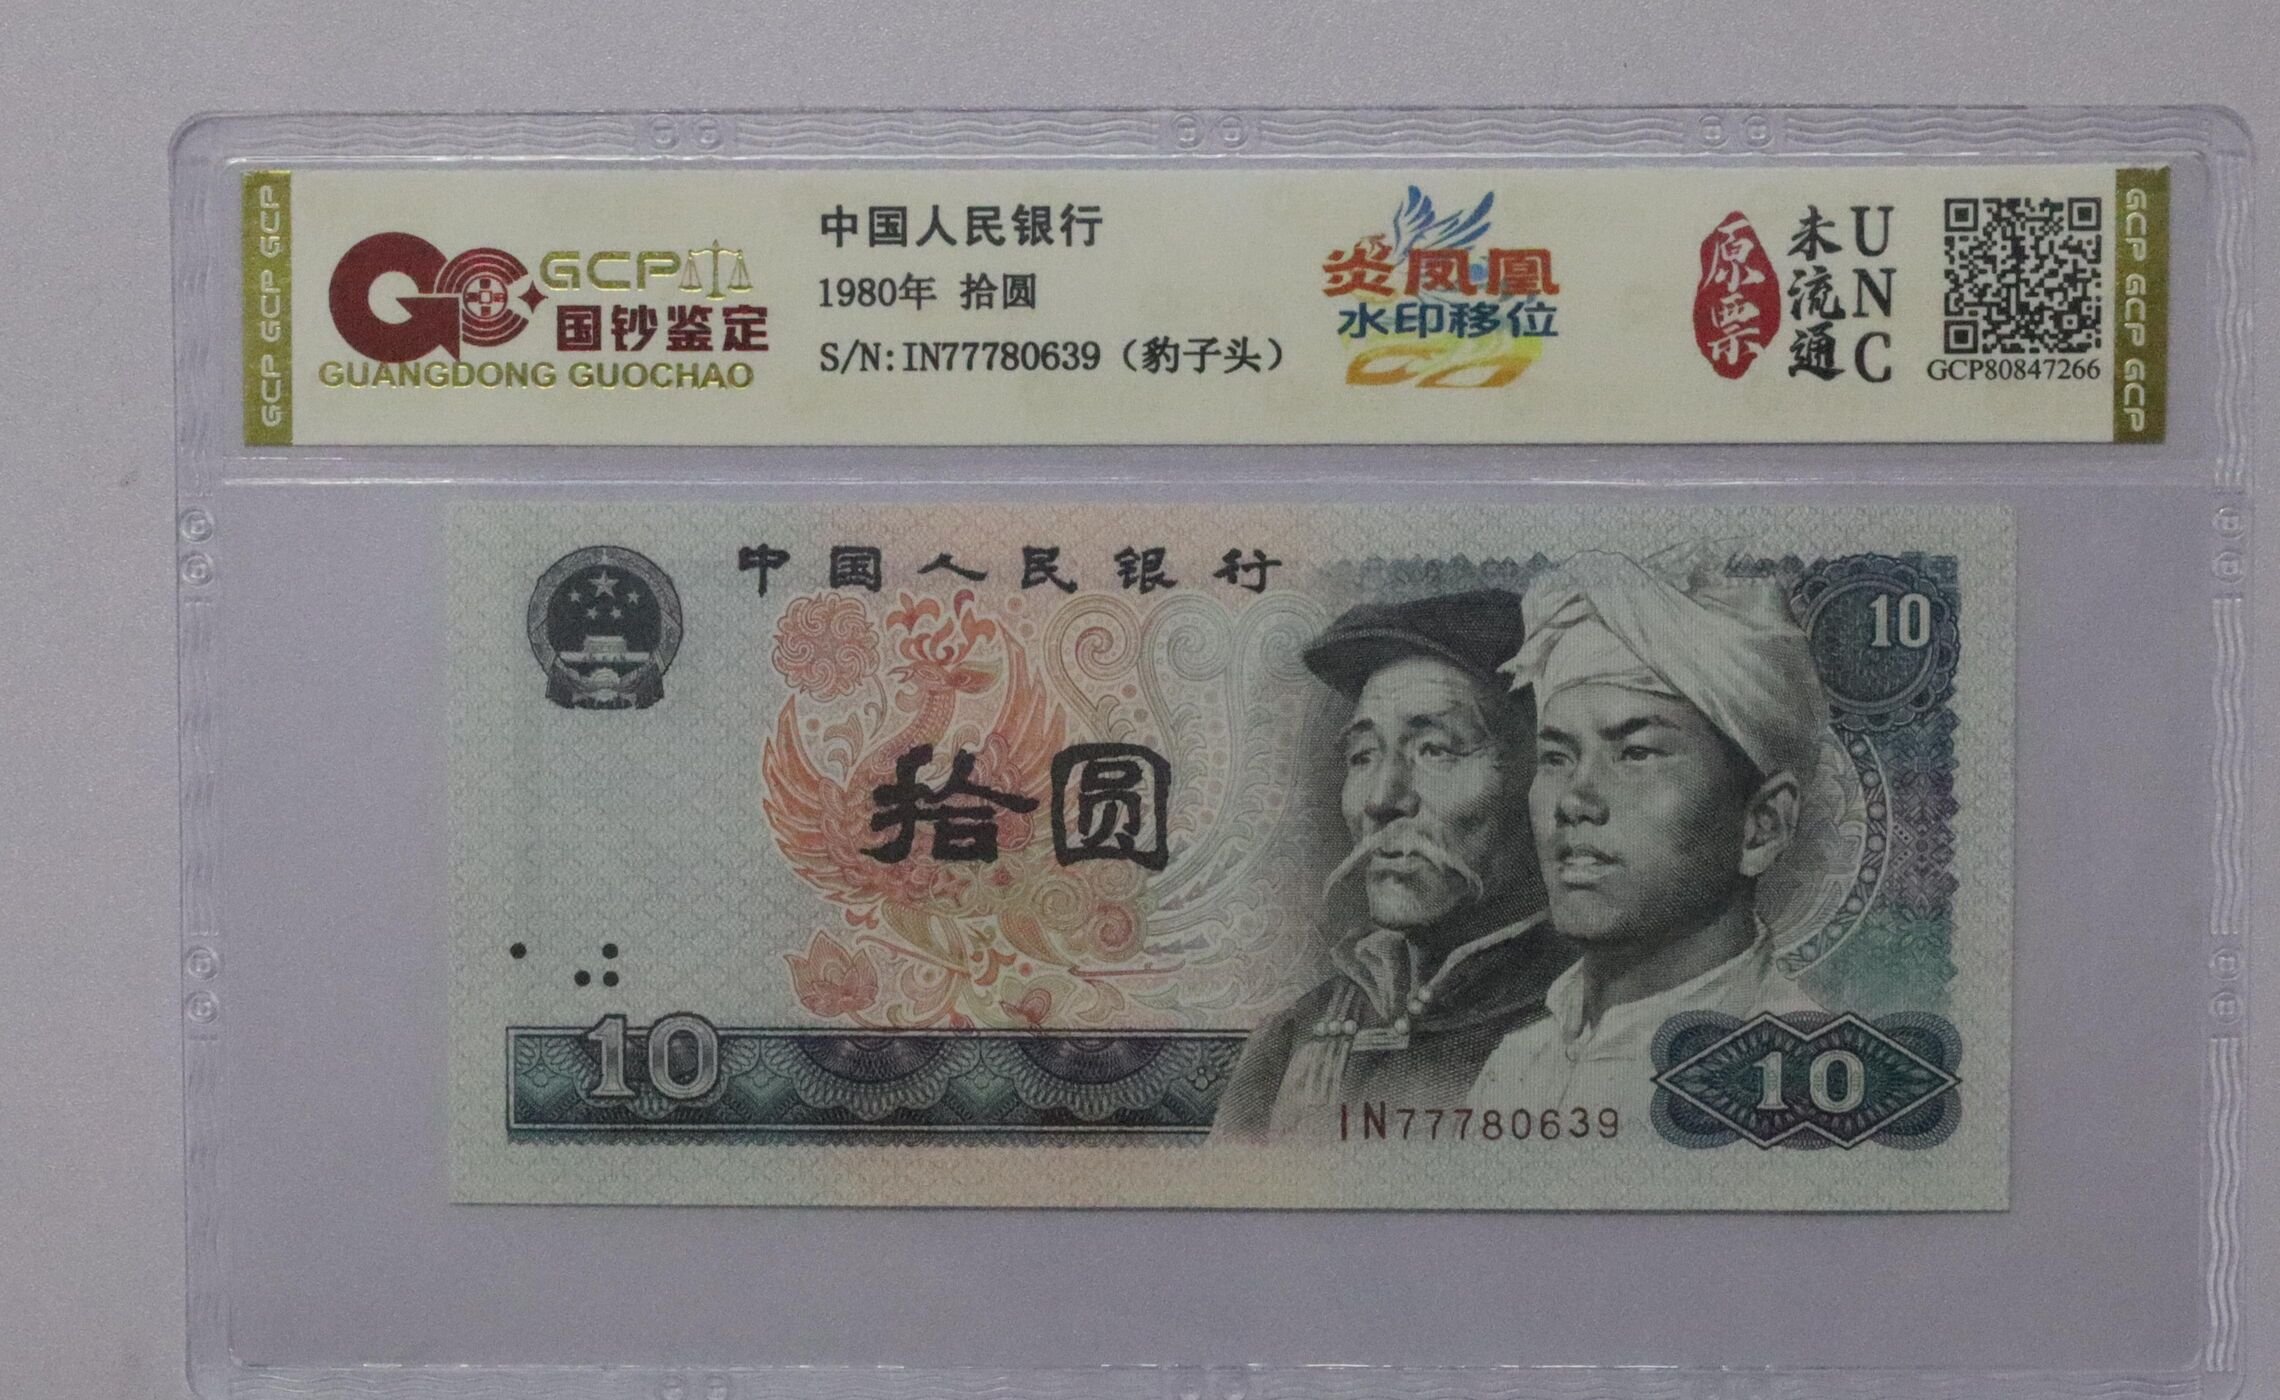 GCP GCP GCP
GCP
国钞鉴定
GUANGDONG GUOCHAO
中国人民银行
1980年 拾圆
S/N:IN77780639（豹子头）
炎凤凰
水印移位
原票
未流通
UNC
GCP80847266
GCP GCP GCP
中国人民银行
10
拾圆
10
10
IN77780639